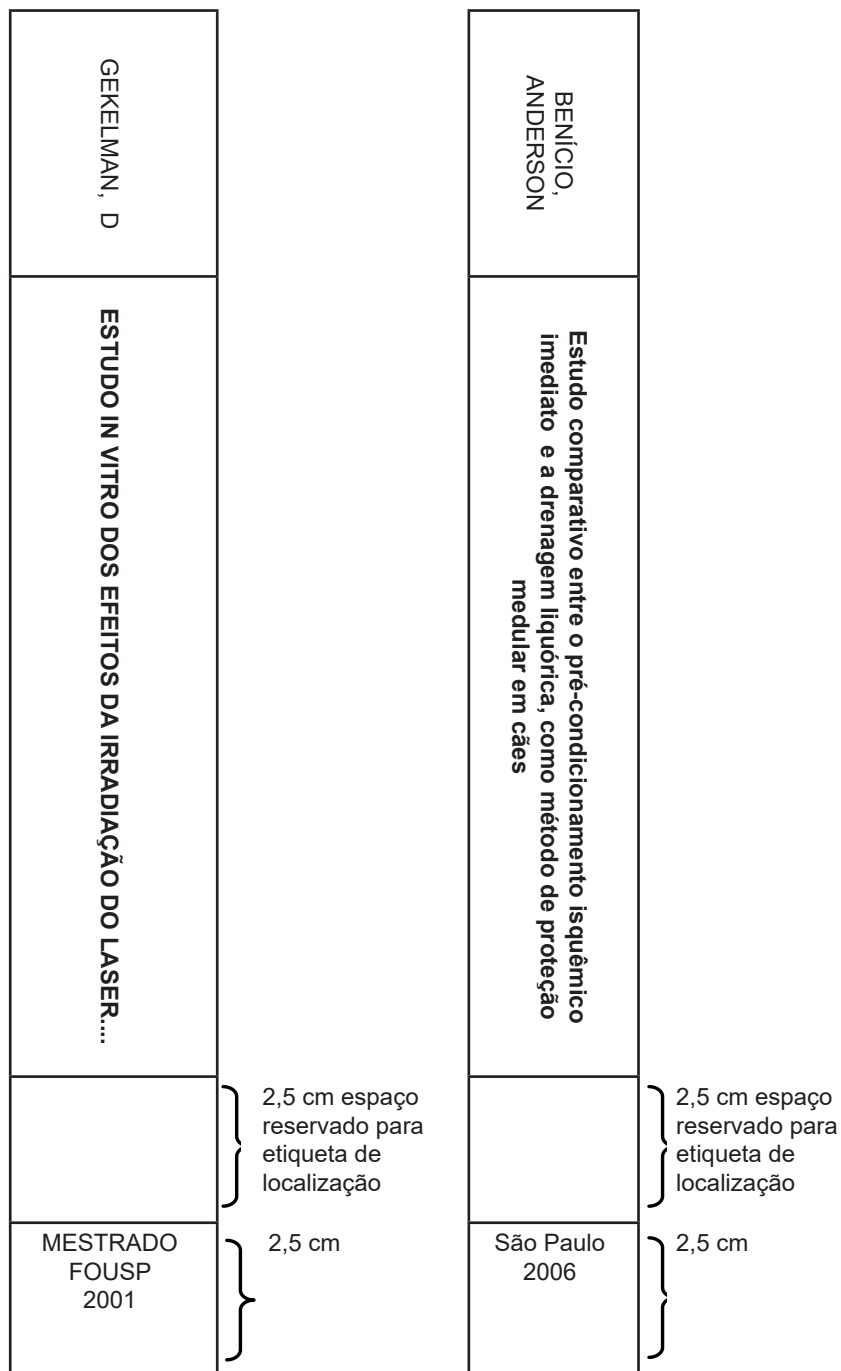 GEKELMAN, D
ESTUDO IN VITRO DOS EFEITOS DA IRRADIAÇÃO DO LASER....
2,5 cm espaço
reservado para
etiqueta de
localização
MESTRADO
FOUSP
2001
2,5 cm
BENÍCIO,
ANDERSON
Estudo comparativo entre o pré-condicionamento isquêmico
imediato e a drenagem liquórica, como método de proteção
medular em cães
2,5 cm espaço
reservado para
etiqueta de
localização
São Paulo
2006
2,5 cm